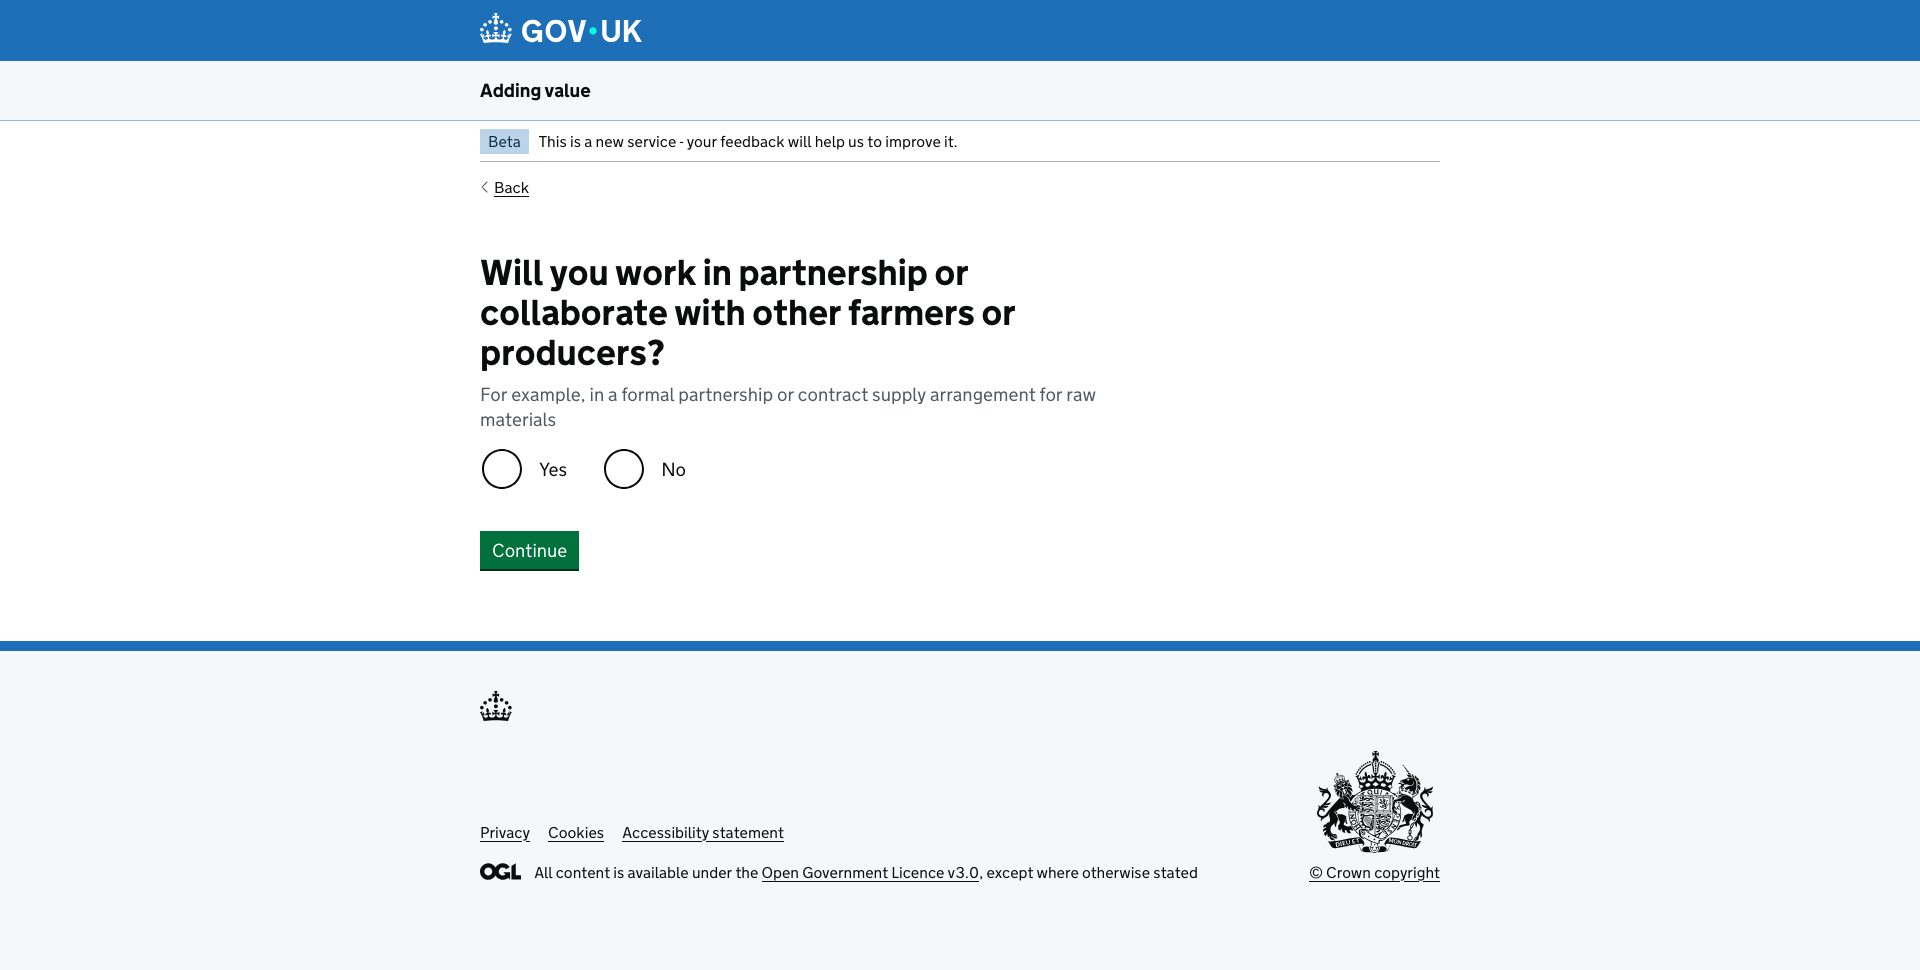 GOV·UK
Adding value
Beta This is a new service - your feedback will help us to improve it.
Back
Will you work in partnership or
collaborate with other farmers or
producers?
For example, in a formal partnership or contract supply arrangement for raw
materials
Yes No
Continue
Privacy Cookies Accessibility statement
OGL All content is available under the Open Government Licence v3.0, except where otherwise stated
© Crown copyright